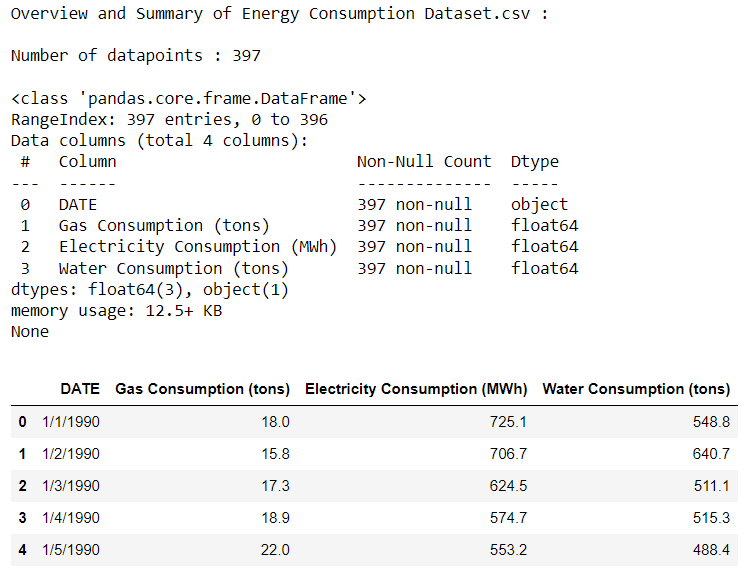 Overview and Summary of Energy Consumption Dataset.csv :
Number of datapoints : 397
<class 'pandas.core.frame.DataFrame'>
RangeIndex: 397 entries, 0 to 396
Data columns (total 4 columns):
# Column Non-Null Count Dtype
--- ------ -------------- -----
0 DATE 397 non-null object
1 Gas Consumption (tons) 397 non-null float64
2 Electricity Consumption (MWh) 397 non-null float64
3 Water Consumption (tons) 397 non-null float64
dtypes: float64(3), object(1)
memory usage: 12.5+ KB
None
DATE Gas Consumption (tons) Electricity Consumption (MWh) Water Consumption (tons)
0 1/1/1990 18.0 725.1 548.8
1 1/2/1990 15.8 706.7 640.7
2 1/3/1990 17.3 624.5 511.1
3 1/4/1990 18.9 574.7 515.3
4 1/5/1990 22.0 553.2 488.4